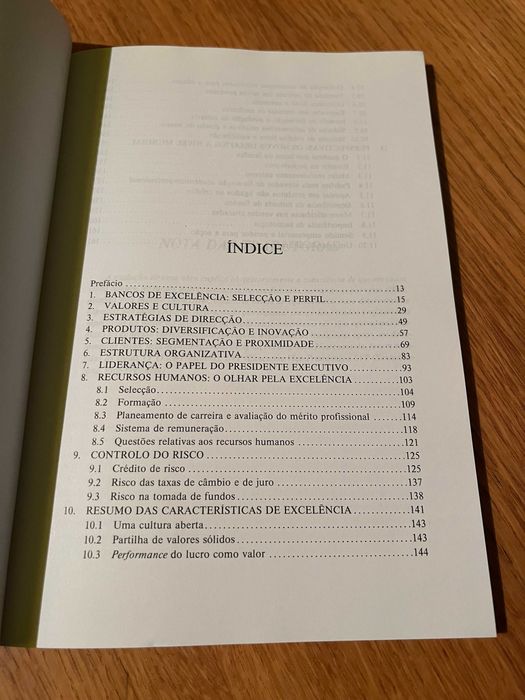 ÍNDICE
Prefácio.....13
1. BANCOS DE EXCELÊNCIA: SELECÇÃO E PERFIL.....15
2. VALORES E CULTURA.....29
3. ESTRATÉGIAS DE DIRECÇÃO.....49
4. PRODUTOS: DIVERSIFICAÇÃO E INOVAÇÃO.....57
5. CLIENTES: SEGMENTAÇÃO E PROXIMIDADE.....69
6. ESTRUTURA ORGANIZATIVA.....83
7. LIDERANÇA: O PAPEL DO PRESIDENTE EXECUTIVO.....93
8. RECURSOS HUMANOS: O OLHAR PELA EXCELÊNCIA.....103
8.1 Selecção.....104
8.2 Formação.....109
8.3 Planeamento de carreira e avaliação do mérito profissional.....114
8.4 Sistema de remuneração.....118
8.5 Questões relativas aos recursos humanos.....121
9. CONTROLO DO RISCO.....125
9.1 Crédito de risco.....125
9.2 Risco das taxas de câmbio e de juro.....137
9.3 Risco na tomada de fundos.....138
10. RESUMO DAS CARACTERÍSTICAS DE EXCELÊNCIA.....141
10.1 Uma cultura aberta.....143
10.2 Partilha de valores sólidos.....143
10.3 Performance do lucro como valor.....144